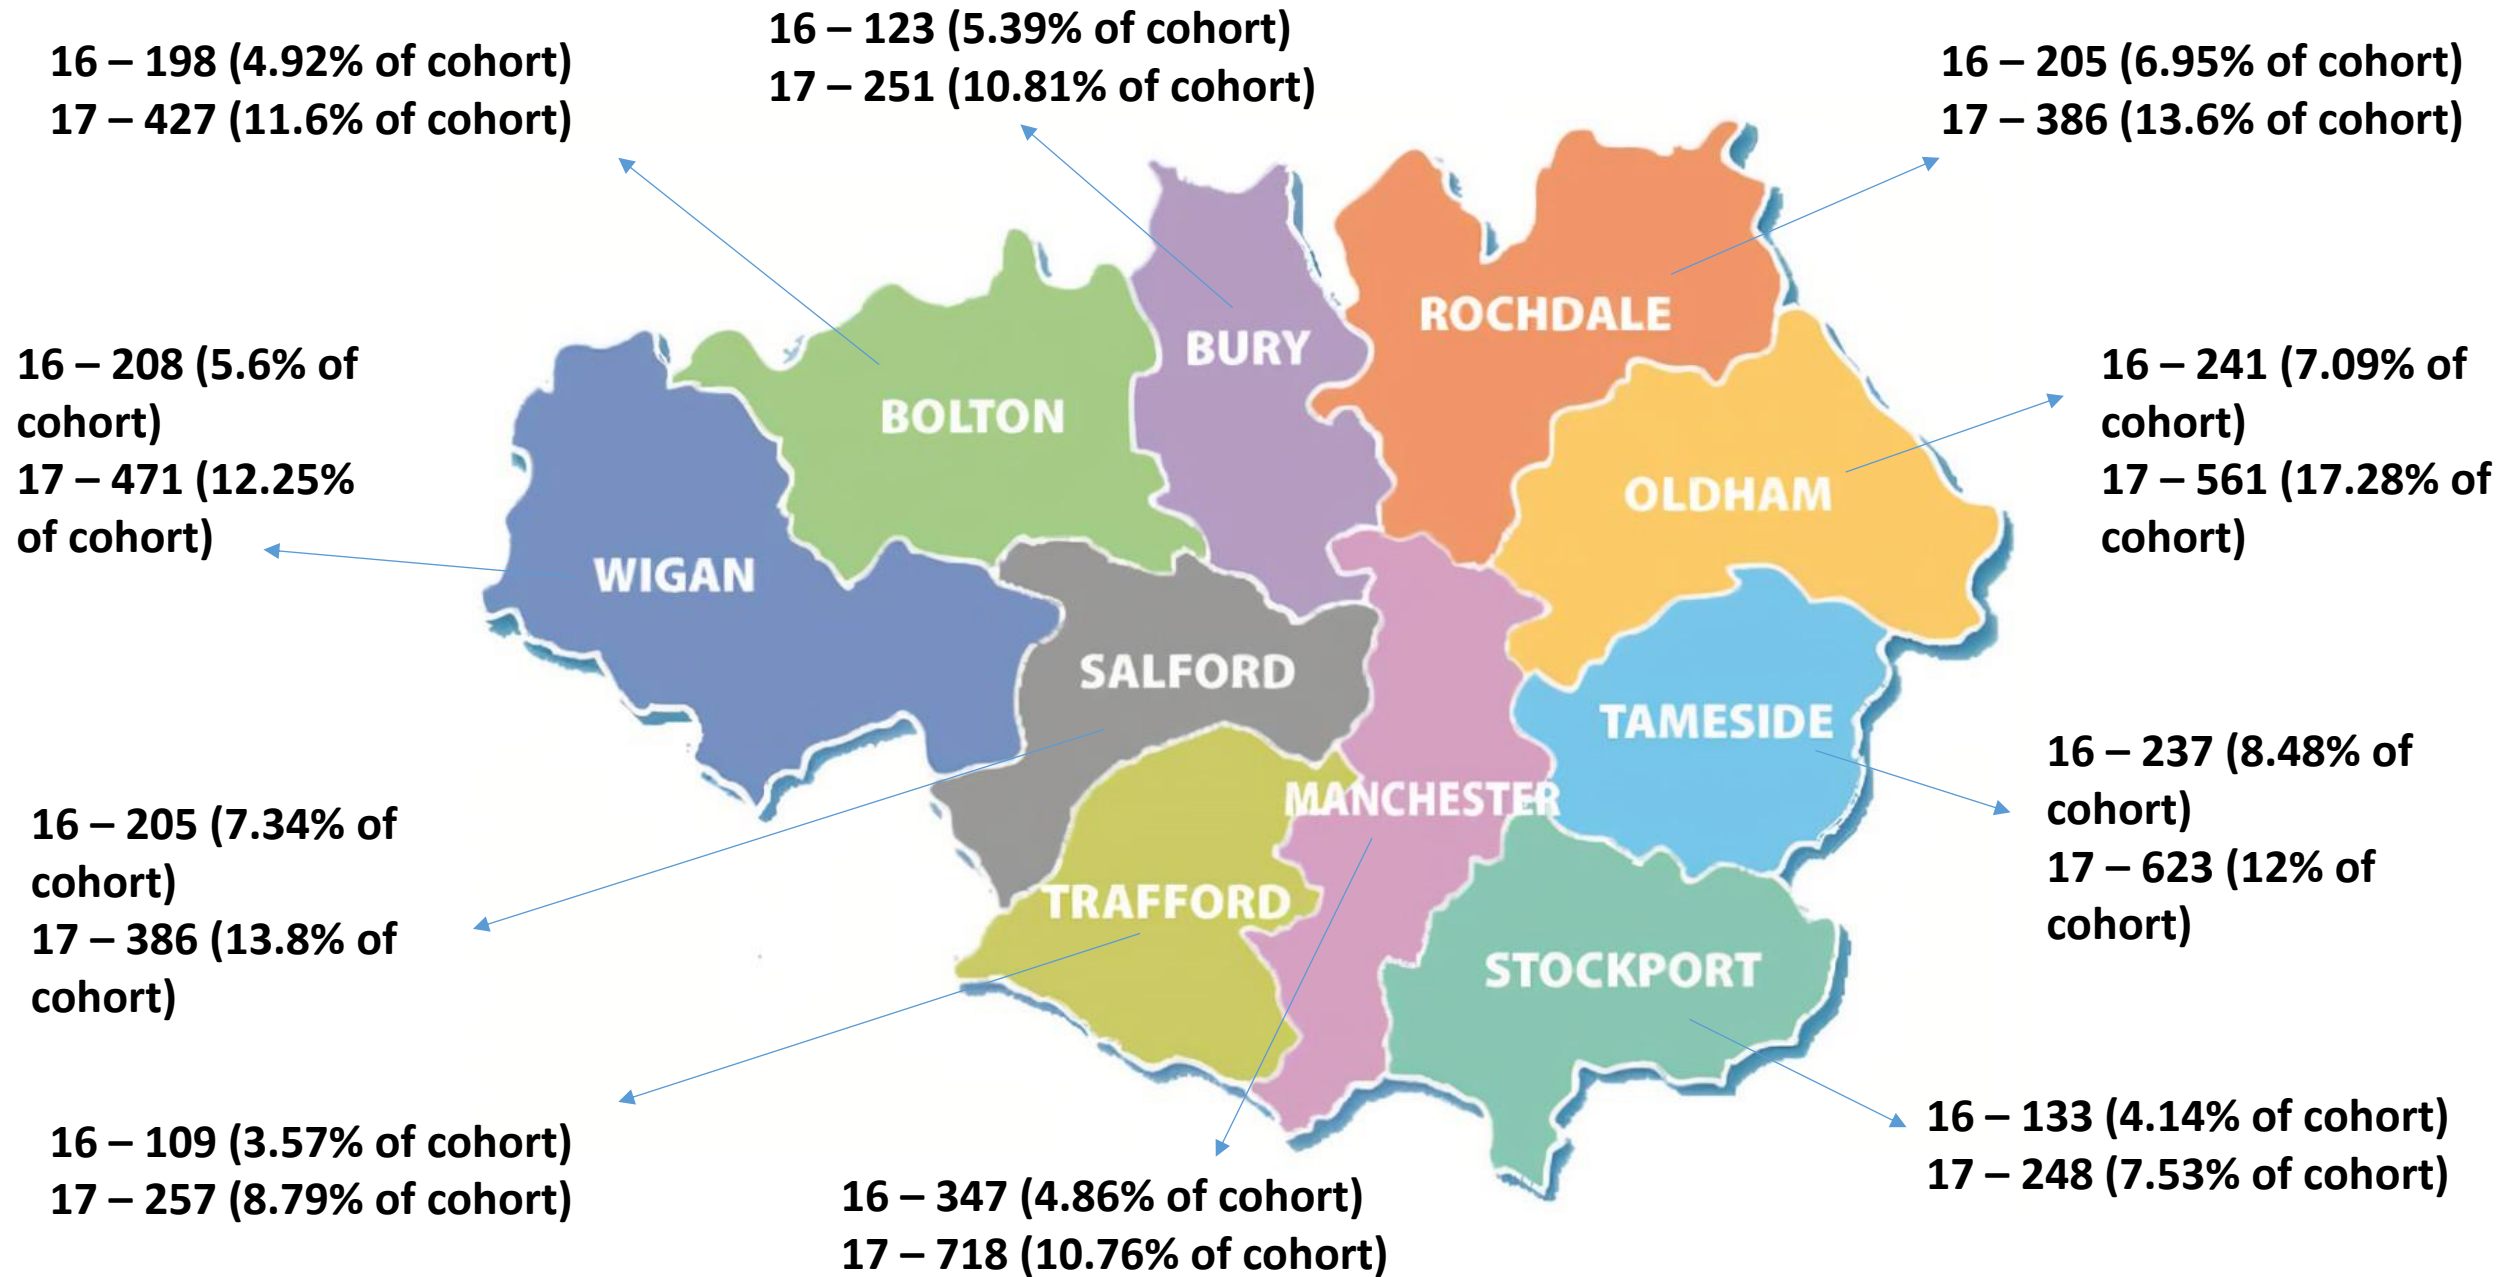 16 – 198 (4.92% of cohort)
17 – 427 (11.6% of cohort)
16 – 123 (5.39% of cohort)
17 – 251 (10.81% of cohort)
16 – 205 (6.95% of cohort)
17 – 386 (13.6% of cohort)
16 – 208 (5.6% of
cohort)
17 – 471 (12.25%
of cohort)
16 – 241 (7.09% of
cohort)
17 – 561 (17.28% of
cohort)
ROCHDALE
BURY
BOLTON
OLDHAM
WIGAN
SALFORD
TAMESIDE
MANCHESTER
TRAFFORD
STOCKPORT
16 – 205 (7.34% of
cohort)
17 – 386 (13.8% of
cohort)
16 – 237 (8.48% of
cohort)
17 – 623 (12% of
cohort)
16 – 109 (3.57% of cohort)
17 – 257 (8.79% of cohort)
16 – 347 (4.86% of cohort)
17 – 718 (10.76% of cohort)
16 – 133 (4.14% of cohort)
17 – 248 (7.53% of cohort)